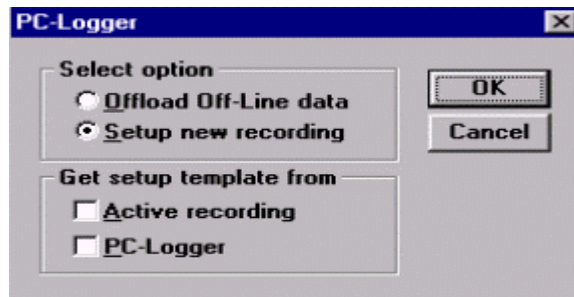 PC-Logger
Select option
Offload Off-Line data
Setup new recording
OK
Cancel
Get setup template from
Active recording
PC-Logger